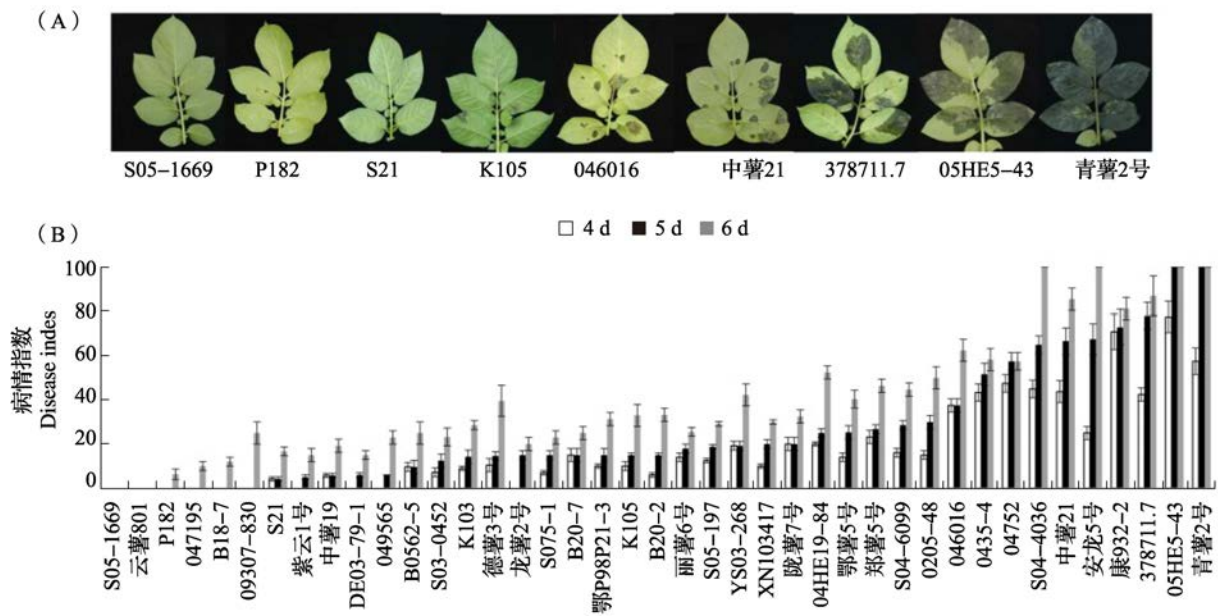 (A)
S05-1669 P182 S21 K105 046016 中薯21 378711.7 05HE5-43 青薯2号
(B)
4 d 5 d 6 d
病情指数
Disease indes
100
80
60
40
20
0
S05-1669
云薯801
P182
047195
B18-7
09307-830
S21
紫云1号
中薯19
DE03-79-1
049565
B0562-5
S03-0452
K103
德薯3号
龙薯2号
S075-1
B20-7
鄂P98P21-3
K105
B20-2
丽薯6号
S05-197
YS03-268
XN103417
陇薯7号
04HE19-84
鄂薯5号
郑薯5号
S04-6099
0205-48
046016
0435-4
04752
S04-4036
中薯21
安龙5号
康932-2
378711.7
05HE5-43
青薯2号